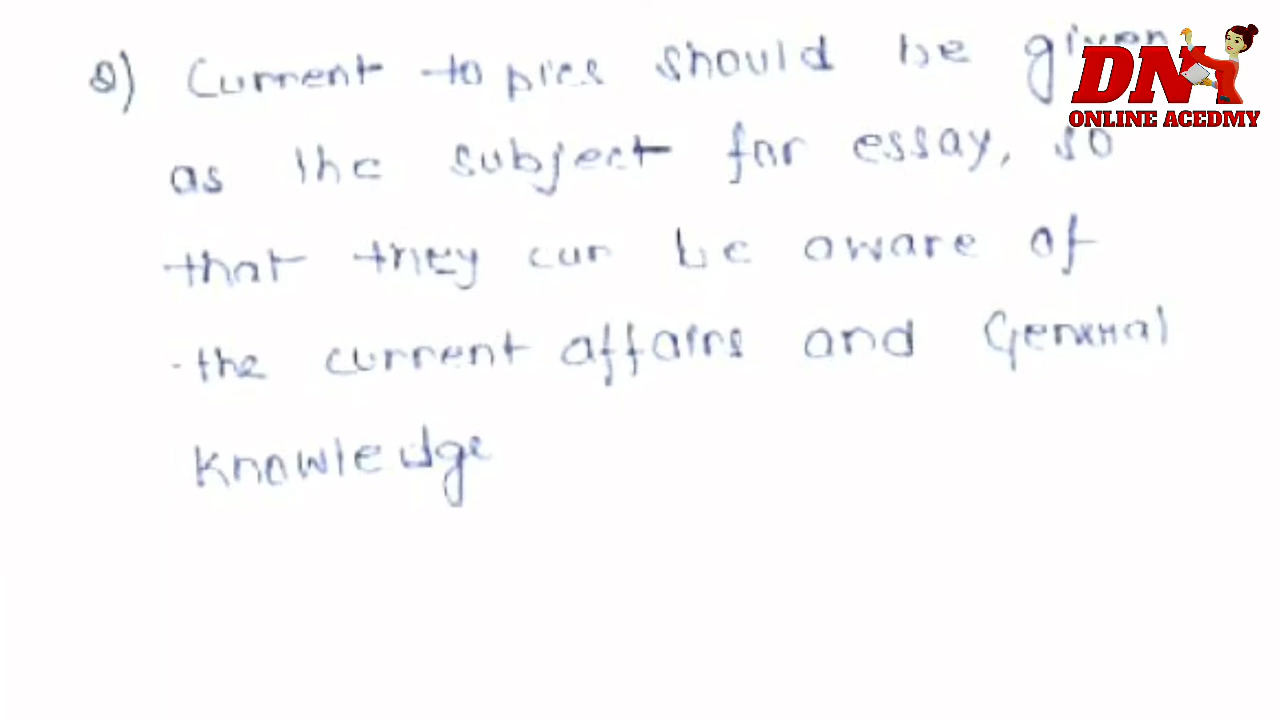 8) Current topics should be given
as the subject for essay, so
that they can be aware of
the current affairs and General
Knowledge
DN
ONLINE ACEDMY